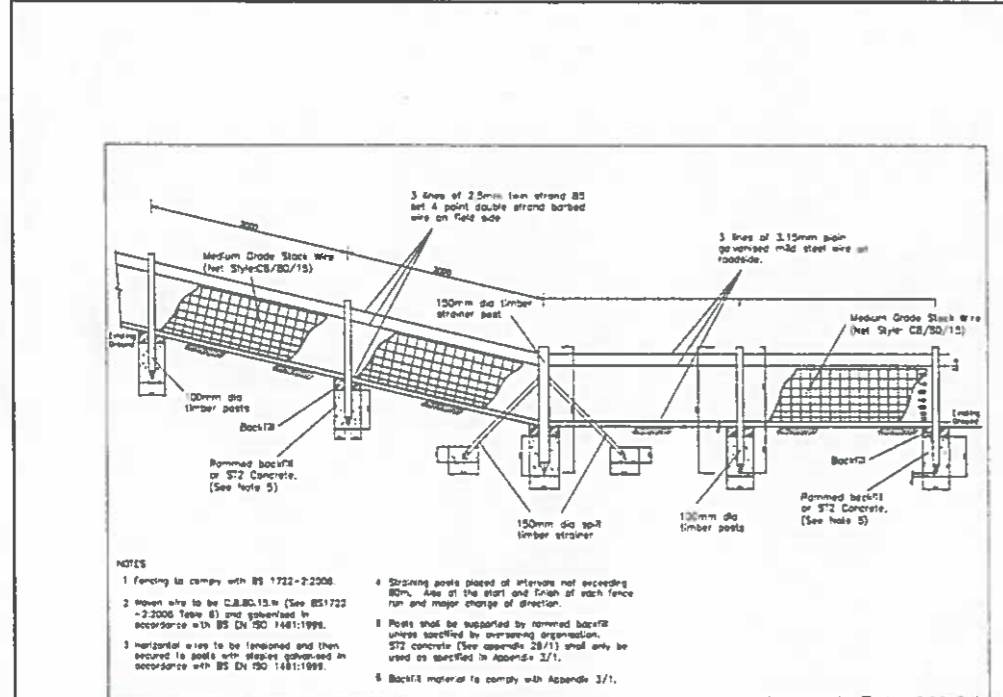 3 lines of 2.5mm twin strand BS
set 4 point double strand barbed
wire on field side
3000
Medium Grade Stock Wire
(Net Style:C8/80/15)
3 lines of 3.15mm plain
galvanised mild steel wire on
roadside.
150mm dia timber
strainer post
Medium Grade Stock Wire
(Net Style: C8/80/15)
Existing
Ground
100mm dia
timber posts
Backfill
Rammed backfill
or ST2 Concrete.
(See Note 5)
150mm dia split
timber strainer
100mm dia
timber posts
Existing
Ground
Backfill
Rammed backfill
or ST2 Concrete.
(See Note 5)
NOTES
1 Fencing to comply with BS 1722-2:2006.
2 Woven wire to be (See BS1722
-2:2006 Table 6) and galvanised in
accordance with BS EN ISO 1461:1999.
3 Horizontal wires to be tensioned and then
secured to posts with staples galvanised in
accordance with BS EN ISO 1461:1999.
4 Straining posts placed at intervals not exceeding
80m. Also at the start and finish of each fence
run and major change of direction.
5 Posts shall be supported by rammed backfill
unless specified by overseeing organisation.
ST2 concrete (See appendix 26/1) shall only be
used as specified in Appendix 3/1.
6 Backfill material to comply with Appendix 3/1.